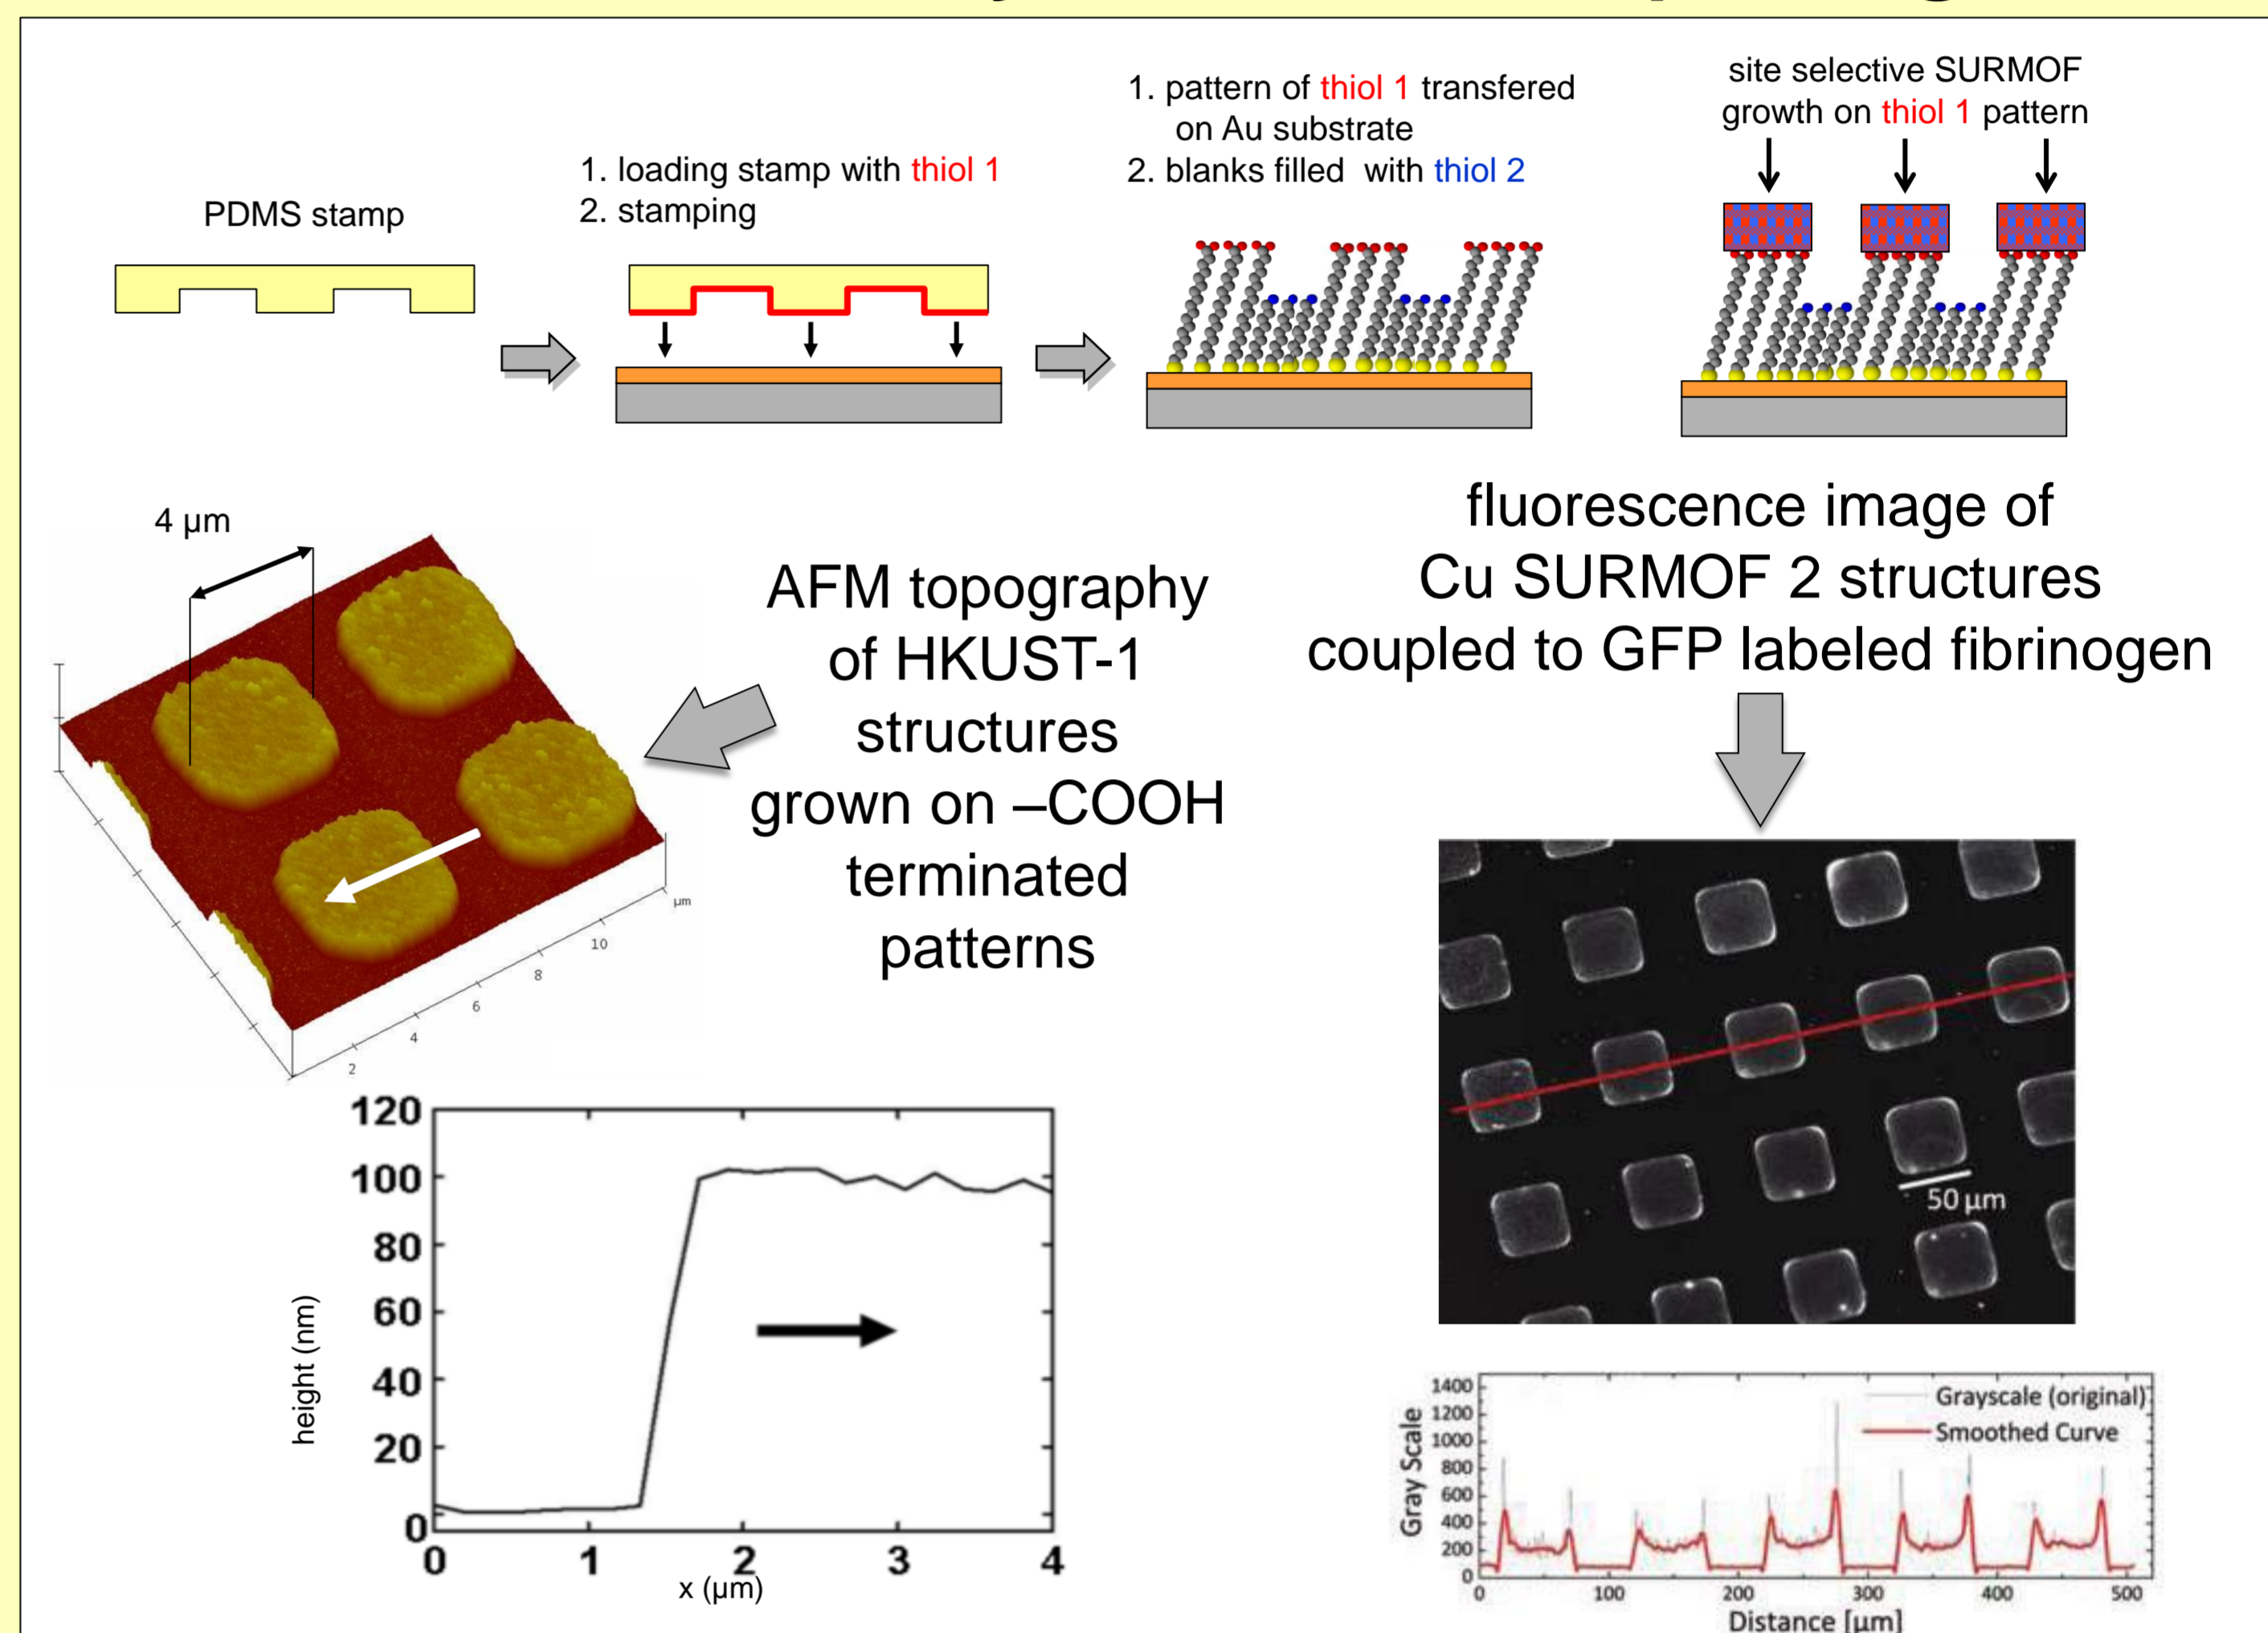 PDMS stamp
1. loading stamp with thiol 1
2. stamping
1. pattern of thiol 1 transfered
on Au substrate
2. blanks filled  with thiol 2
site selective SURMOF
growth on thiol 1 pattern
4 µm
AFM topography
of HKUST-1
structures
grown on –COOH
terminated
patterns
fluorescence image of
Cu SURMOF 2 structures
coupled to GFP labeled fibrinogen
µm
10
8
6
4
2
50 µm
120
100
80
60
40
20
0
height (nm)
0 1 2 3 4
x (µm)
1400
1200
1000
800
600
400
200
0
Gray Scale
Grayscale (original)
Smoothed Curve
0 100 200 300 400 500
Distance [µm]